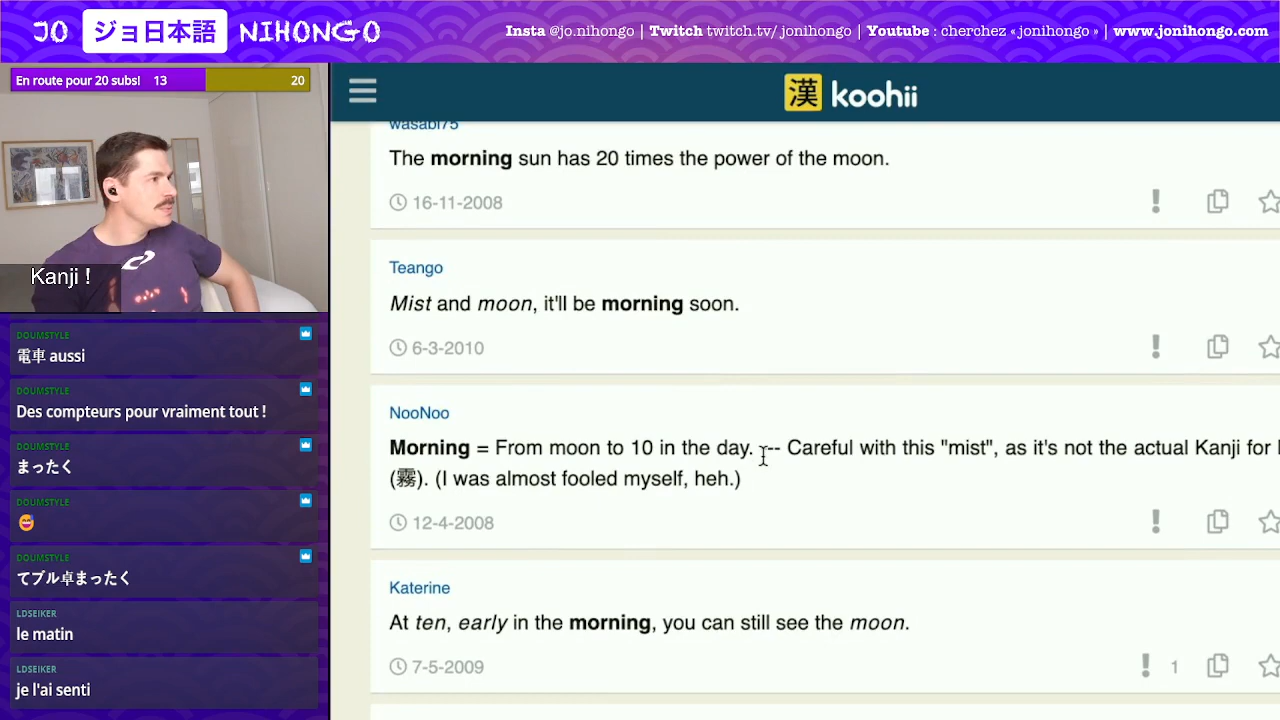 JO ジョ日本語 NIHONGO
Insta @jo.nihongo | Twitch twitch.tv/ jonihongo | Youtube : cherchez « jonihongo » | www.jonihongo.com
En route pour 20 subs! 13 20
Kanji !
DOUMSTYLE
電車 aussi
DOUMSTYLE
Des compteurs pour vraiment tout !
DOUMSTYLE
まったく
DOUMSTYLE
😅
DOUMSTYLE
てブル卓まったく
LDSEIKER
le matin
LDSEIKER
je l'ai senti
漢 koohii
wasabi75
The morning sun has 20 times the power of the moon.
16-11-2008
Teango
Mist and moon, it'll be morning soon.
6-3-2010
NooNoo
Morning = From moon to 10 in the day. --- Careful with this "mist", as it's not the actual Kanji for
(霧). (I was almost fooled myself, heh.)
12-4-2008
Katerine
At ten, early in the morning, you can still see the moon.
7-5-2009
1